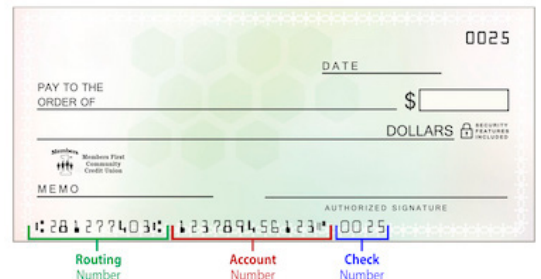 0025
DATE
PAY TO THE
ORDER OF
$
DOLLARS SECURITY FEATURES INCLUDED
Members
Members First
Community
Credit Union
MEMO
AUTHORIZED SIGNATURE
⑆281277403⑆ 123789456123⑈ 0025
Routing Number
Account Number
Check Number